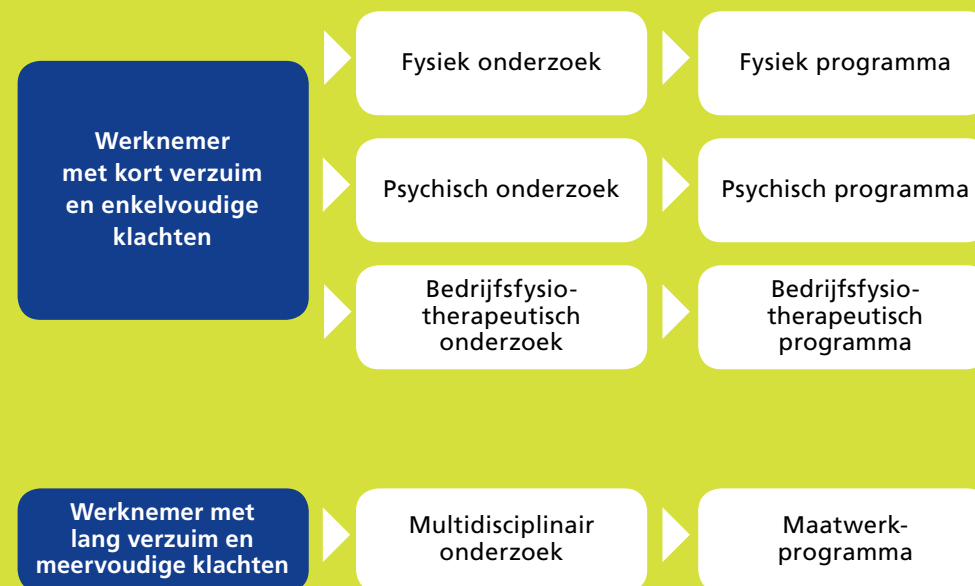 Werknemer
met kort verzuim
en enkelvoudige
klachten
Fysiek onderzoek
Fysiek programma
Psychisch onderzoek
Psychisch programma
Bedrijfsfysio-
therapeutisch
onderzoek
Bedrijfsfysio-
therapeutisch
programma
Werknemer met
lang verzuim en
meervoudige klachten
Multidisciplinair
onderzoek
Maatwerk-
programma